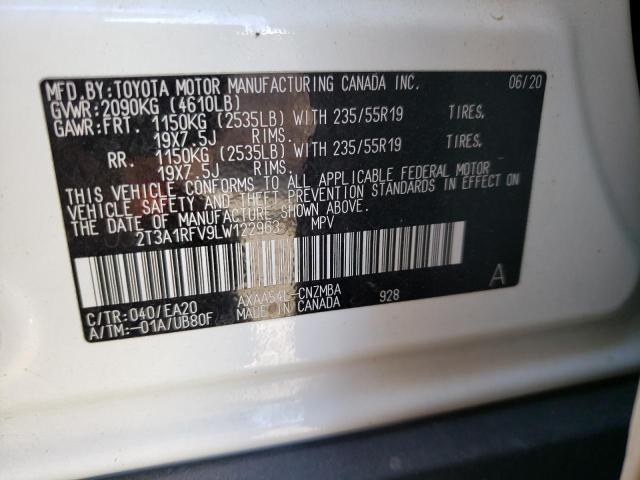 MFD.BY:TOYOTA MOTOR MANUFACTURING CANADA INC. 06/20
GVWR:2090KG (4610LB)
GAWR:FRT. 1150KG (2535LB) WITH 235/55R19 TIRES.
19X7.5J RIMS.
RR. 1150KG (2535LB) WITH 235/55R19 TIRES.
19X7.5J RIMS.
THIS VEHICLE CONFORMS TO ALL APPLICABLE FEDERAL MOTOR
VEHICLE SAFETY AND THEFT PREVENTION STANDARDS IN EFFECT ON
THE DATE OF MANUFACTURE SHOWN ABOVE.
2T3A1RFV9LW122963 MPV
C/TR:040/EA20 AXAA54L-CNZMBA 928 A
A/TM:-01A/UB80F MADE IN CANADA